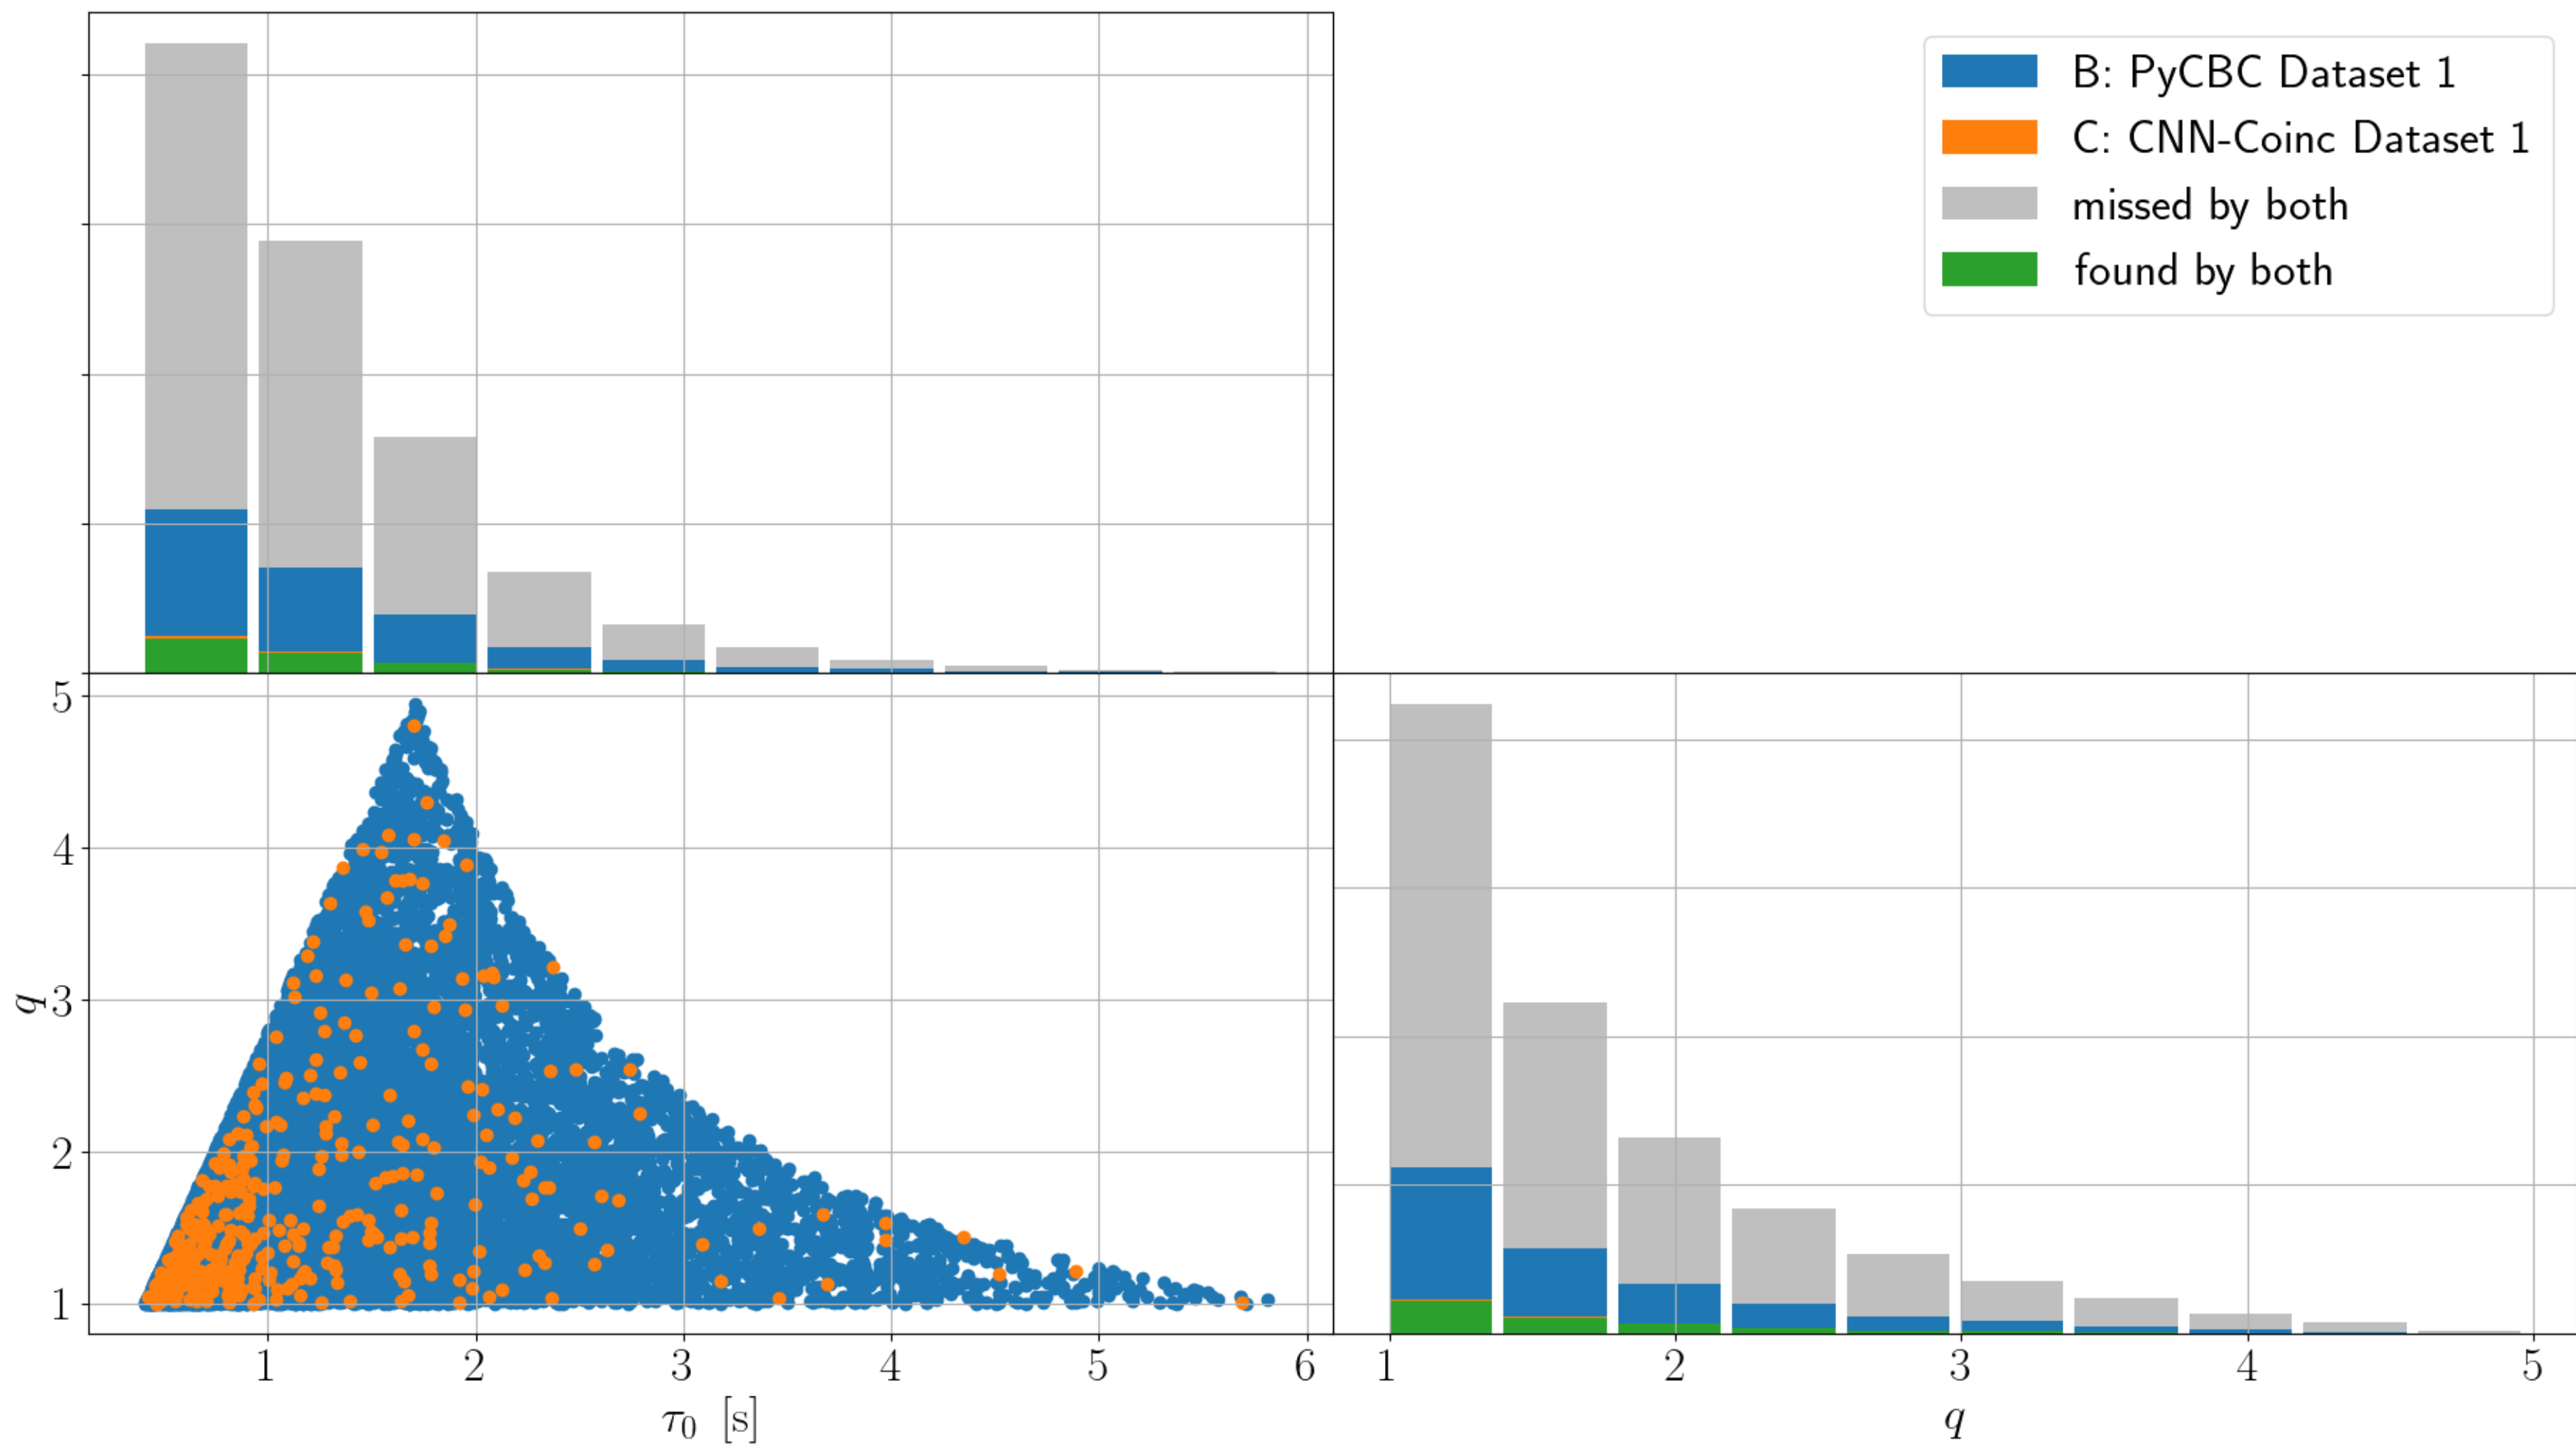 B: PyCBC Dataset 1
C: CNN-Coinc Dataset 1
missed by both
found by both
5
4
3
2
1
q
1 2 3 4 5 6
τ₀ [s]
1 2 3 4 5
q